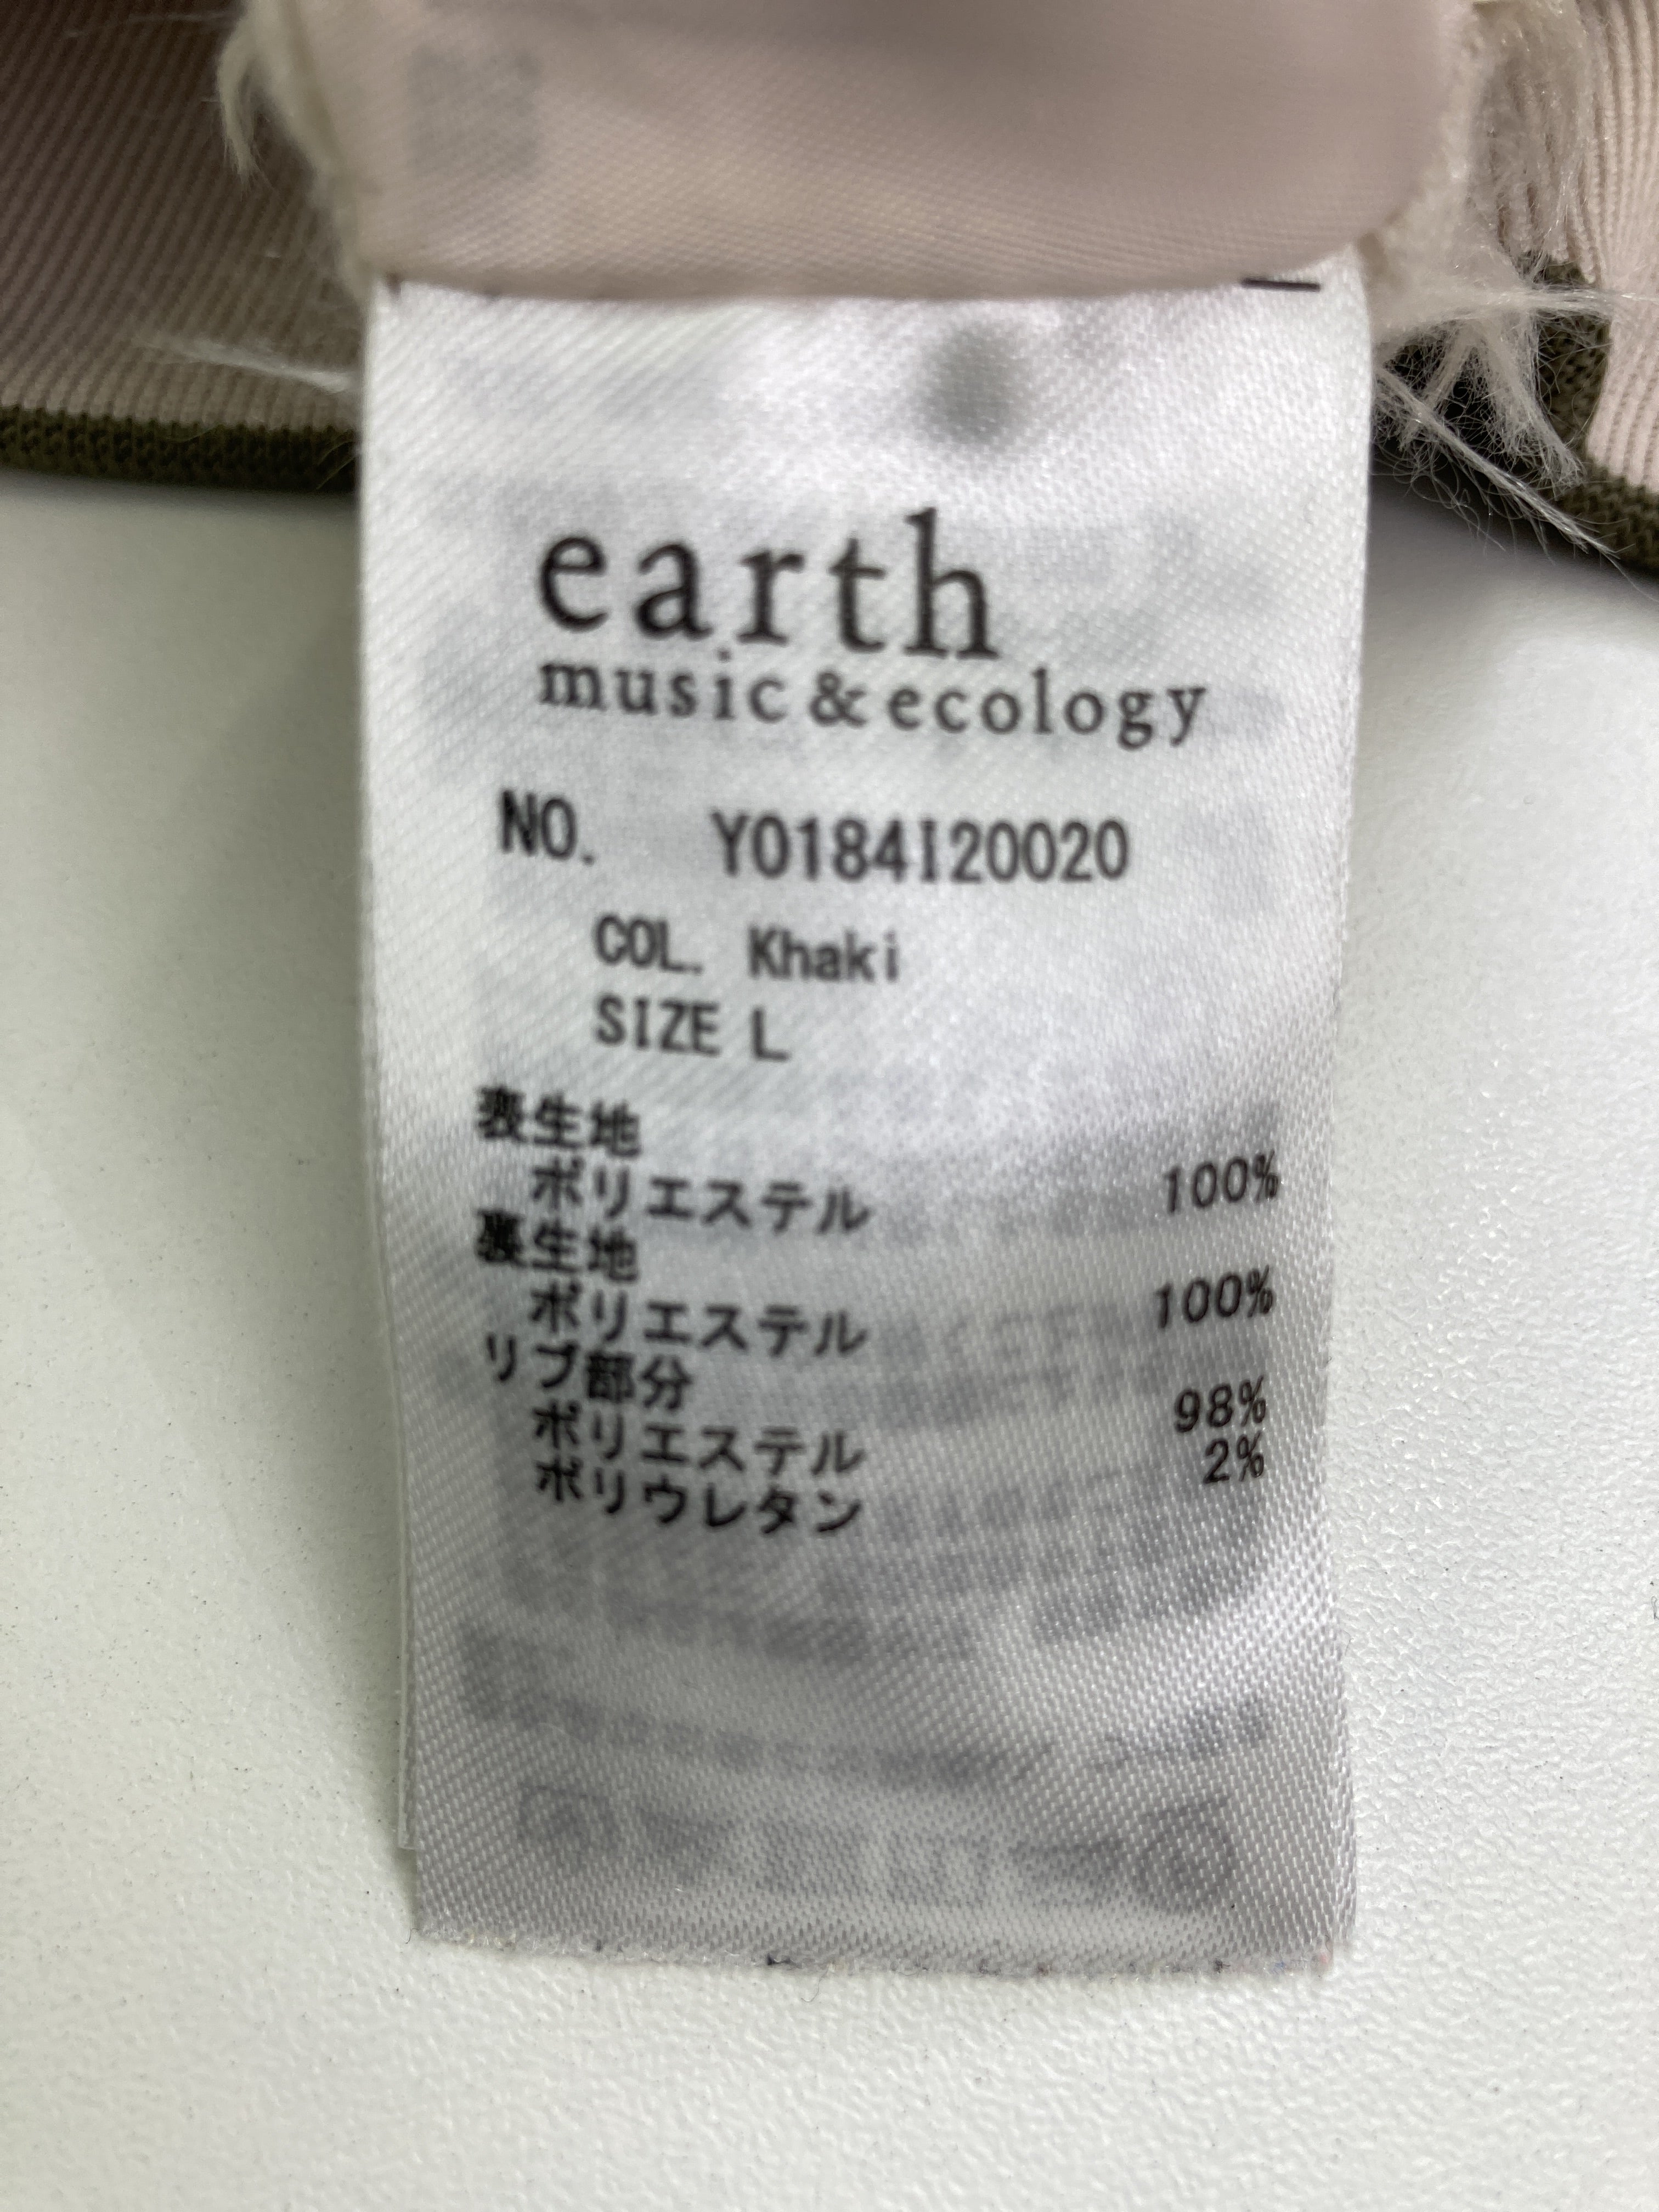 earth
music & ecology
NO. Y0184I20020
COL. Khaki
SIZE L
表生地
ポリエステル 100%
裏生地
ポリエステル 100%
リブ部分
ポリエステル 98%
ポリウレタン 2%